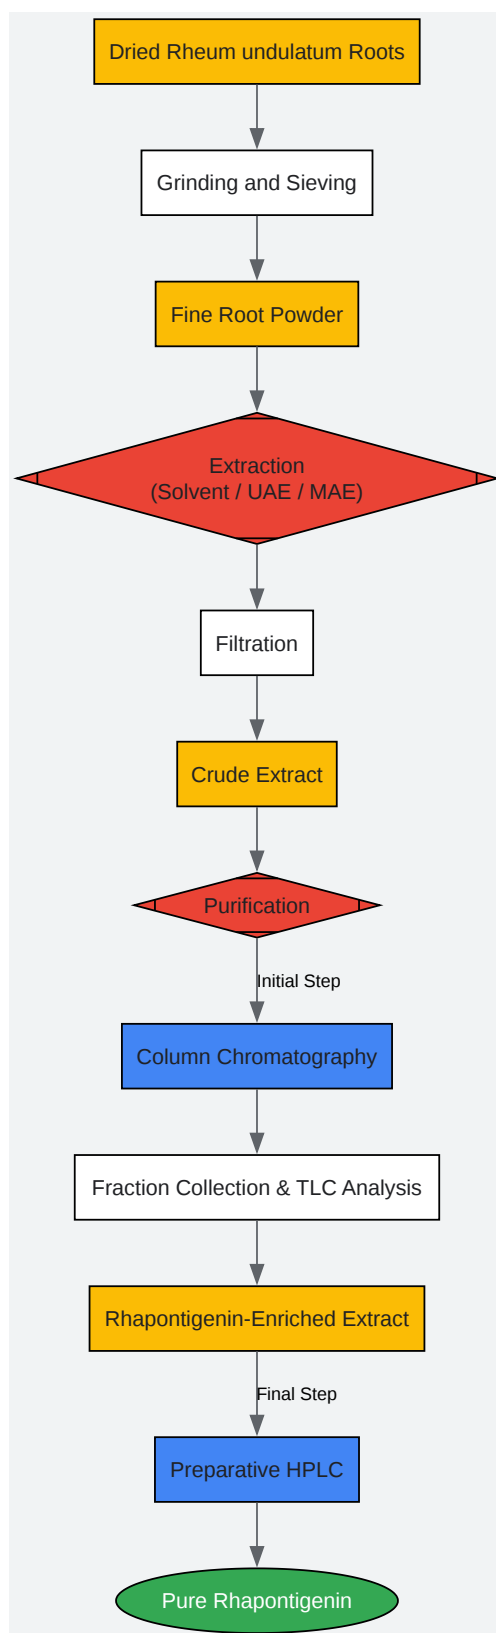 Dried Rheum undulatum Roots
Grinding and Sieving
Fine Root Powder
Extraction
(Solvent / UAE / MAE)
Filtration
Crude Extract
Purification
Initial Step
Column Chromatography
Fraction Collection & TLC Analysis
Rhapontigenin-Enriched Extract
Final Step
Preparative HPLC
Pure Rhapontigenin